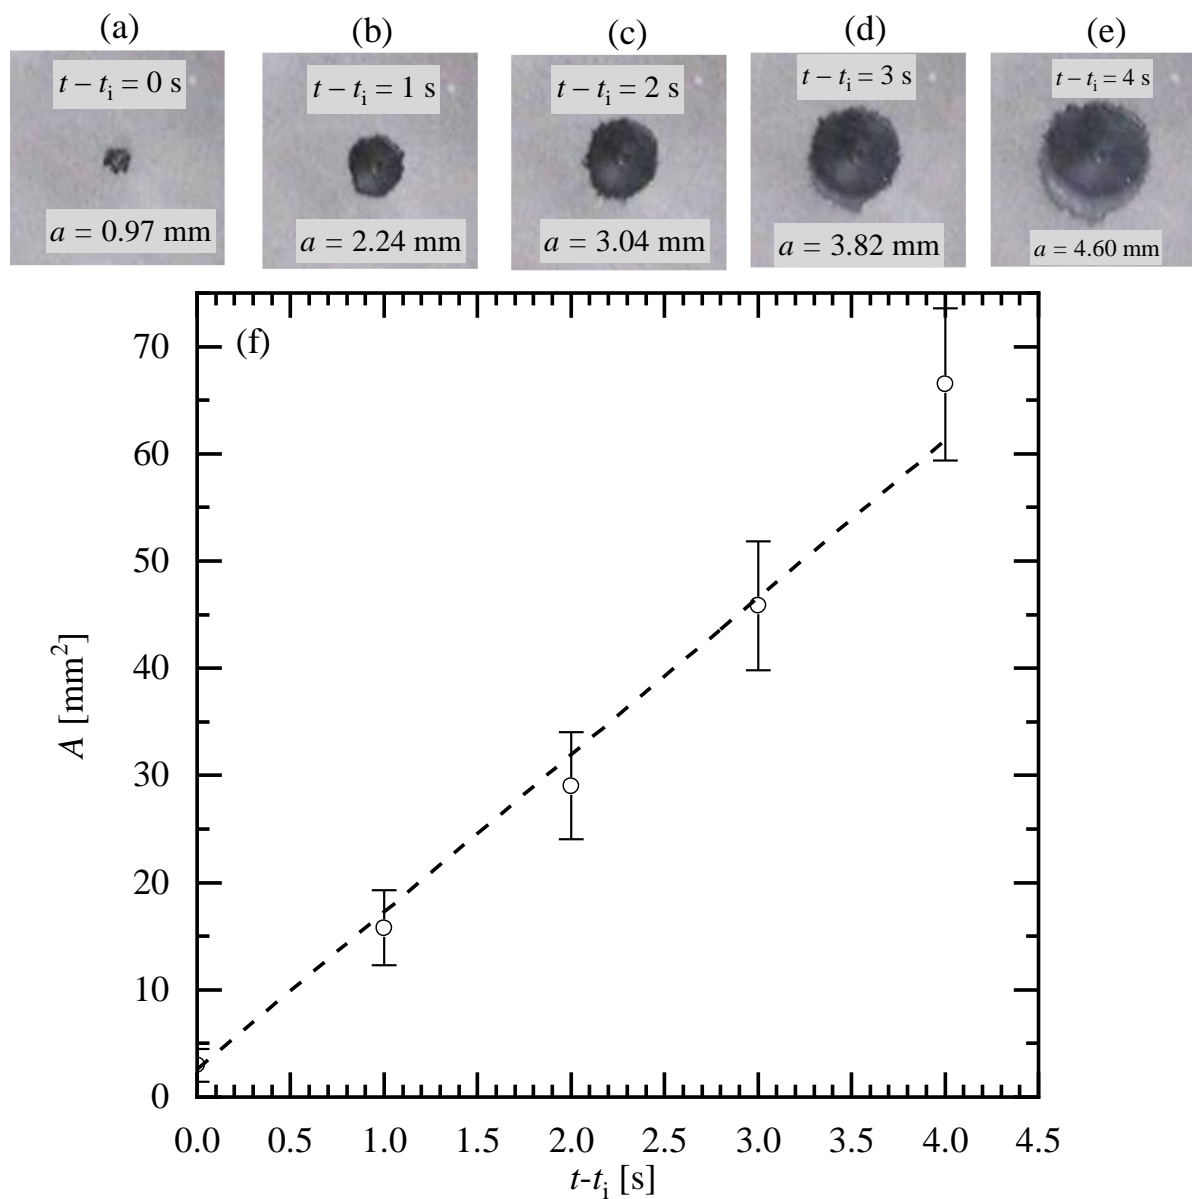 (a)
(b)
(c)
(d)
(e)
t – tᵢ = 0 s
t – tᵢ = 1 s
t – tᵢ = 2 s
t – tᵢ = 3 s
t – tᵢ = 4 s
a = 0.97 mm
a = 2.24 mm
a = 3.04 mm
a = 3.82 mm
a = 4.60 mm
(f)
70
60
50
40
30
20
10
0
A [mm²]
0.0 0.5 1.0 1.5 2.0 2.5 3.0 3.5 4.0 4.5
t-tᵢ [s]